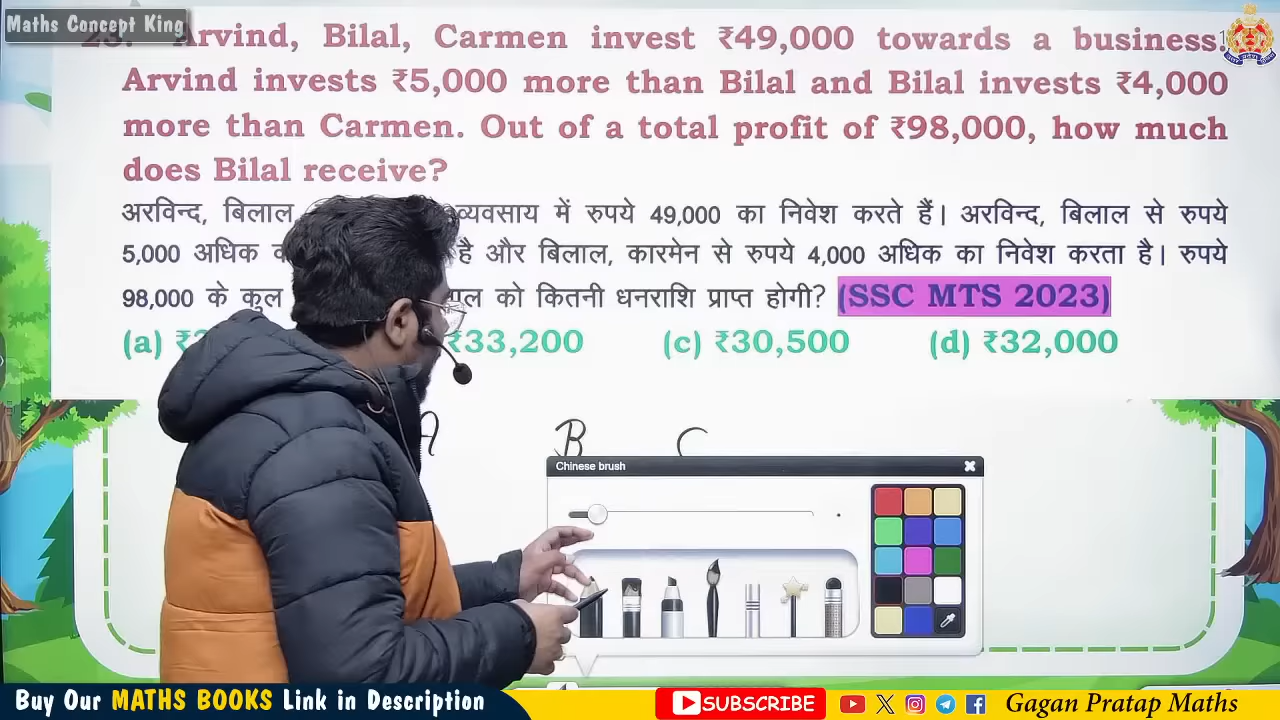 Maths Concept King
Arvind, Bilal, Carmen invest ₹49,000 towards a business.
Arvind invests ₹5,000 more than Bilal and Bilal invests ₹4,000
more than Carmen. Out of a total profit of ₹98,000, how much
does Bilal receive?
अरविन्द, बिलाल, व्यवसाय में रुपये 49,000 का निवेश करते हैं। अरविन्द, बिलाल से रुपये
5,000 अधिक है और बिलाल, कारमेन से रुपये 4,000 अधिक का निवेश करता है। रुपये
98,000 के कुल को कितनी धनराशि प्राप्त होगी? (SSC MTS 2023)
(a) ₹33,200 (c) ₹30,500 (d) ₹32,000
A B C
Chinese brush
Buy Our MATHS BOOKS Link in Description SUBSCRIBE Gagan Pratap Maths